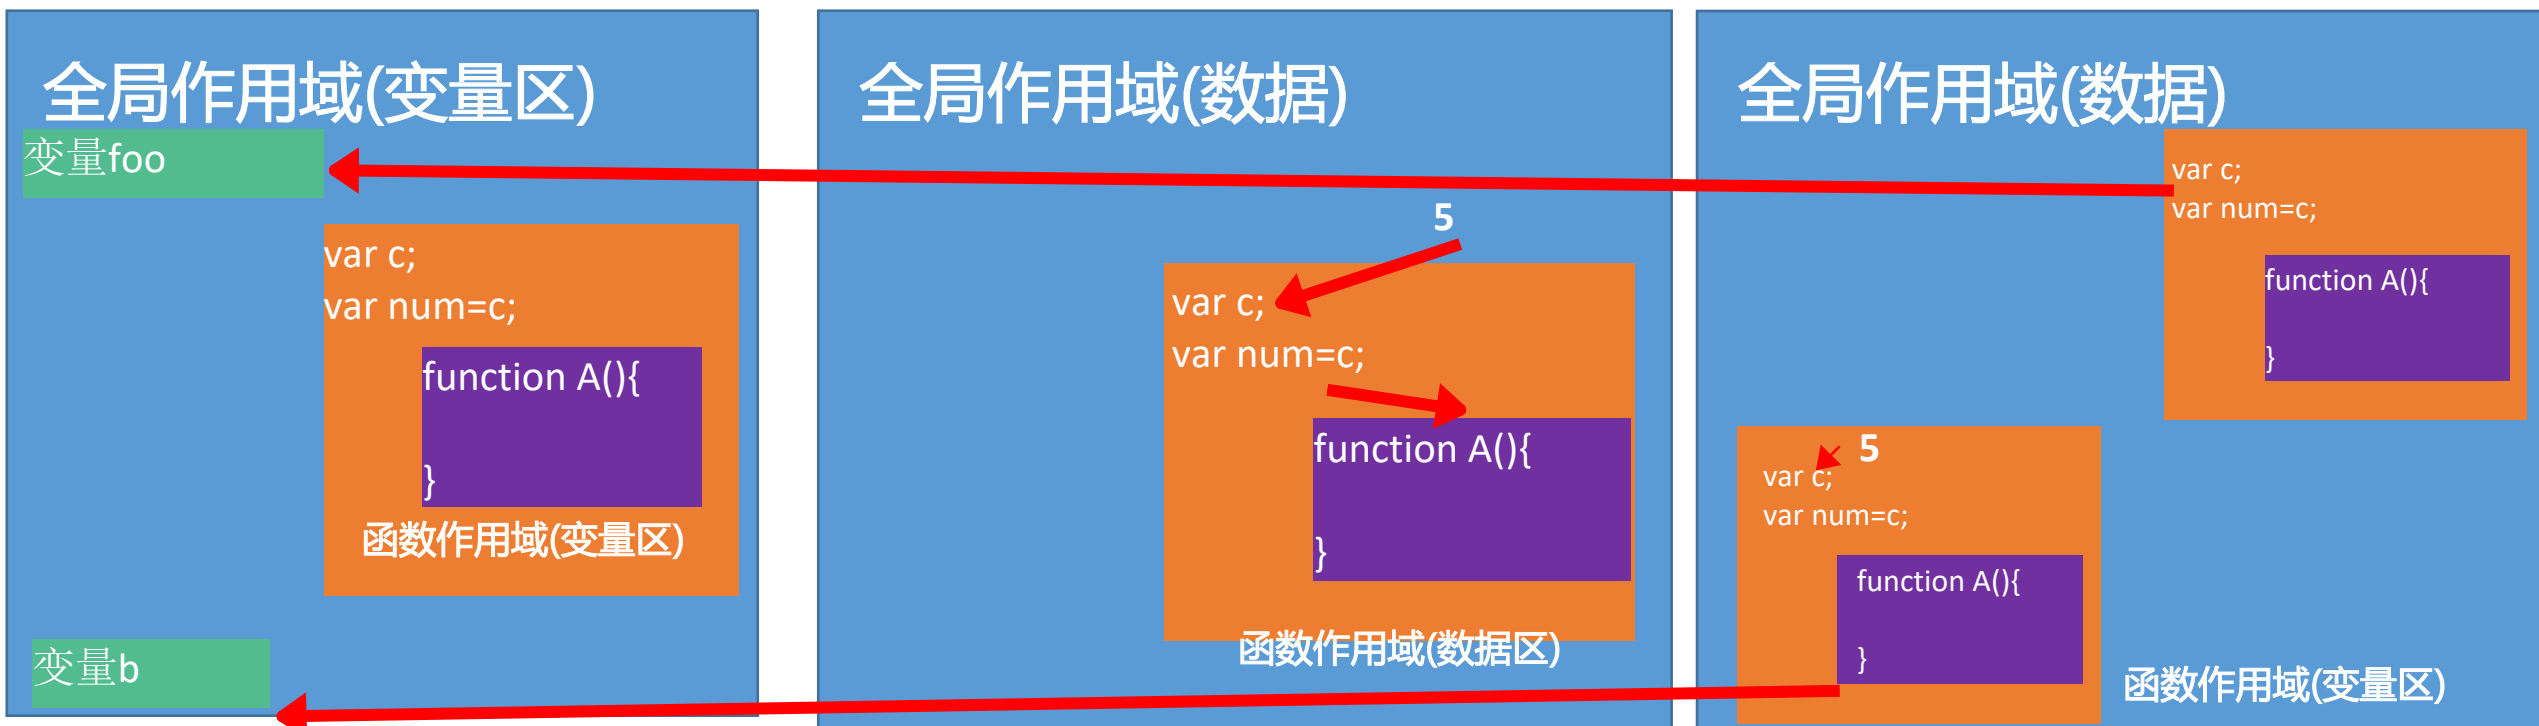 全局作用域(变量区)
变量foo
var c;
var num=c;
function A(){
}
函数作用域(变量区)
变量b
全局作用域(数据)
5
var c;
var num=c;
function A(){
}
函数作用域(数据区)
全局作用域(数据)
var c;
var num=c;
function A(){
}
5
var c;
var num=c;
function A(){
}
函数作用域(变量区)